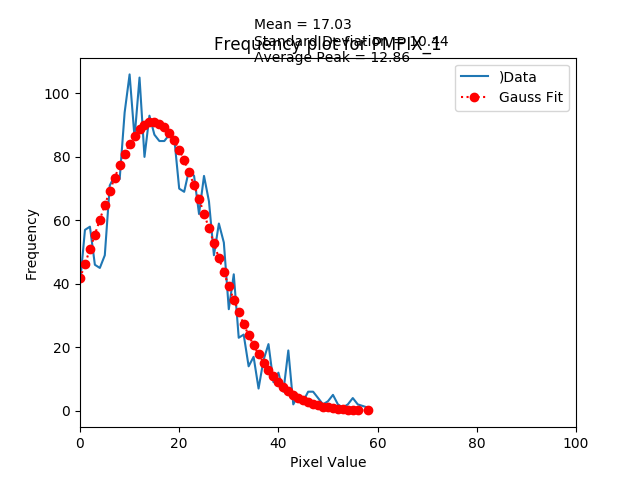 Mean = 17.03
Standard Deviation = 10.44
Frequency plot for PMPIX_1
Average Peak = 12.86
)Data
Gauss Fit
100
80
60
40
20
0
Frequency
0 20 40 60 80 100
Pixel Value